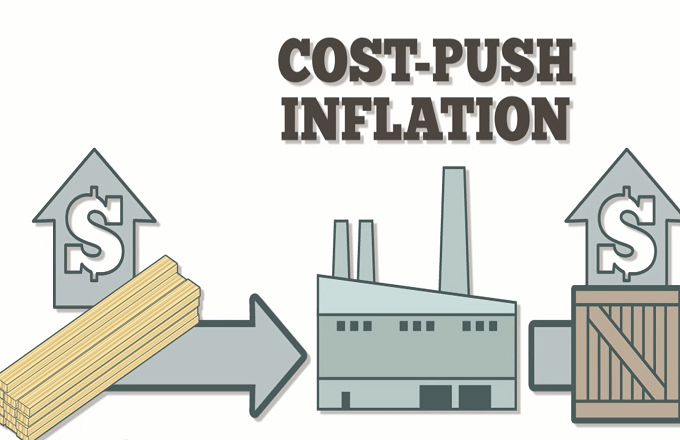 COST-PUSH
INFLATION
$
$